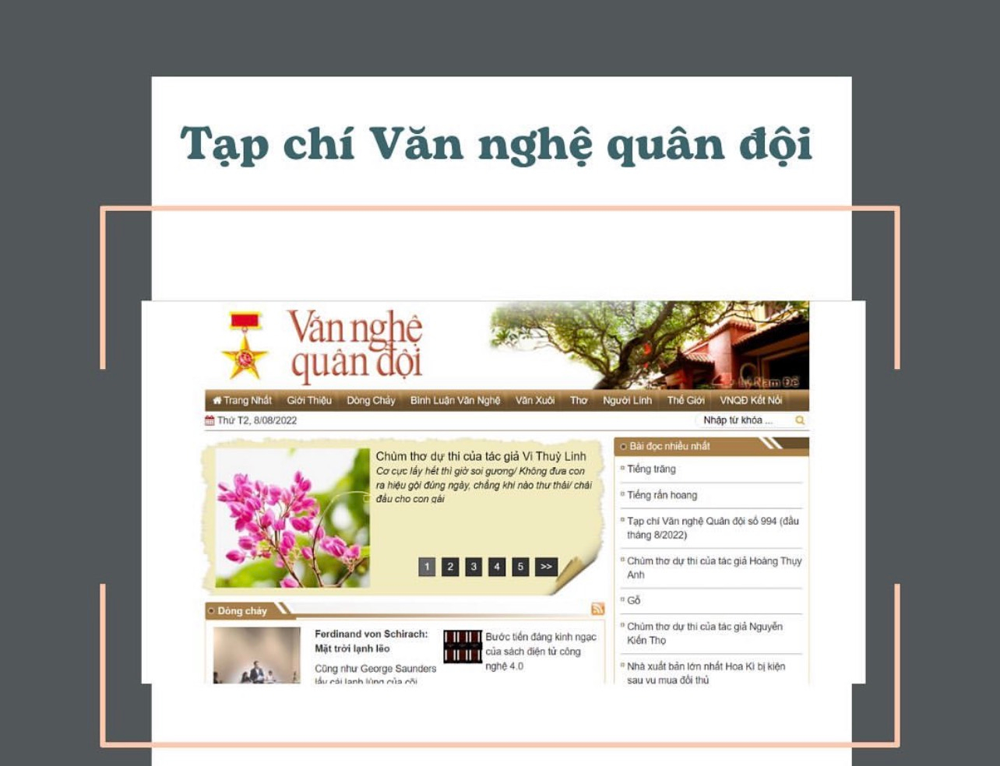 Tạp chí Văn nghệ quân đội
Văn nghệ
quân đội
Lý Nam Đế
Trang Nhất Giới Thiệu Dòng Chảy Bình Luận Văn Nghệ Văn Xuôi Thơ Người Lính Thế Giới VNQĐ Kết Nối
Thứ T2, 8/08/2022
Nhập từ khóa ...
Chùm thơ dự thi của tác giả Vi Thuỳ Linh
Cơ cực lấy hết thì giờ soi gương/ Không đưa con
ra hiệu gội đúng ngày, chẳng khi nào thư thái/ chải
đầu cho con gái
1 2 3 4 5 >>
Bài đọc nhiều nhất
Tiếng trăng
Tiếng rắn hoang
Tạp chí Văn nghệ Quân đội số 994 (đầu
tháng 8/2022)
Chùm thơ dự thi của tác giả Hoàng Thụy
Anh
Gỗ
Chùm thơ dự thi của tác giả Nguyễn
Kiến Thọ
Nhà xuất bản lớn nhất Hoa Kì bị kiện
sau vụ mua đối thủ
Dòng chảy
Ferdinand von Schirach:
Mặt trời lạnh lẽo
Cũng như George Saunders
lấy cái lạnh lùng của cõi
Bước tiến đáng kinh ngạc
của sách điện tử công
nghệ 4.0